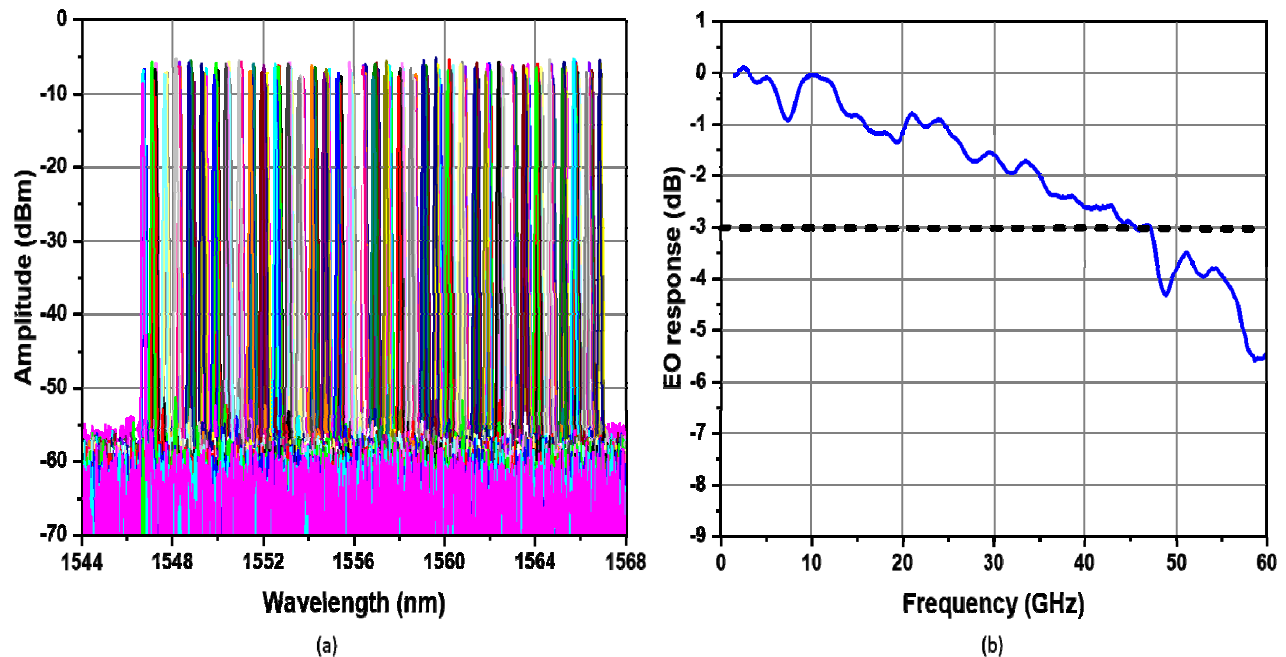 0
-10
-20
-30
-40
-50
-60
-70
Amplitude (dBm)
1544 1548 1552 1556 1560 1564 1568
Wavelength (nm)
(a)
1
0
-1
-2
-3
-4
-5
-6
-7
-8
-9
EO response (dB)
0 10 20 30 40 50 60
Frequency (GHz)
(b)